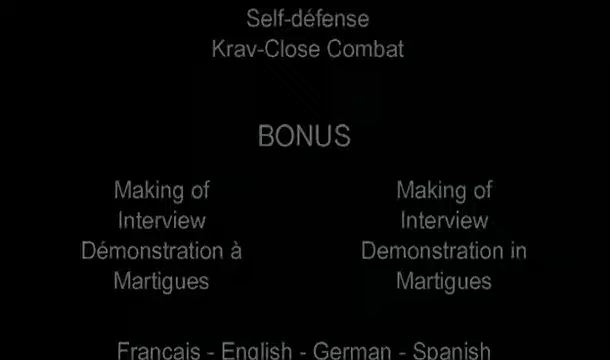 Self-défense
Krav-Close Combat
BONUS
Making of
Interview
Démonstration à
Martigues
Making of
Interview
Demonstration in
Martigues
Français - English - German - Spanish